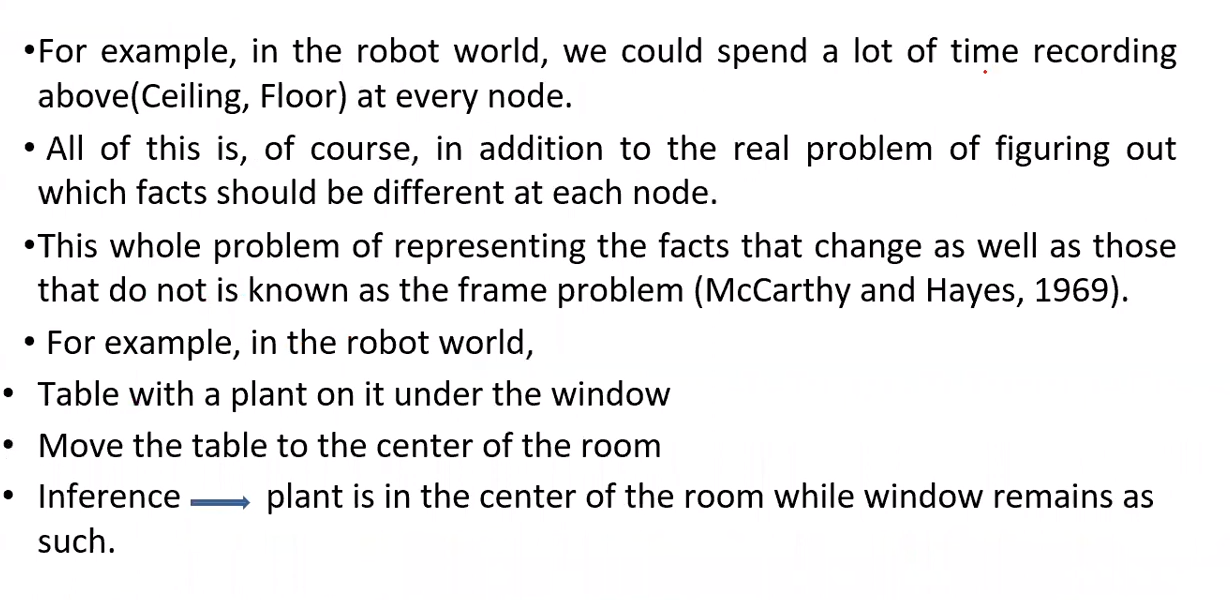 •For example, in the robot world, we could spend a lot of time recording
above(Ceiling, Floor) at every node.
• All of this is, of course, in addition to the real problem of figuring out
which facts should be different at each node.
•This whole problem of representing the facts that change as well as those
that do not is known as the frame problem (McCarthy and Hayes, 1969).
• For example, in the robot world,
• Table with a plant on it under the window
• Move the table to the center of the room
• Inference plant is in the center of the room while window remains as
such.